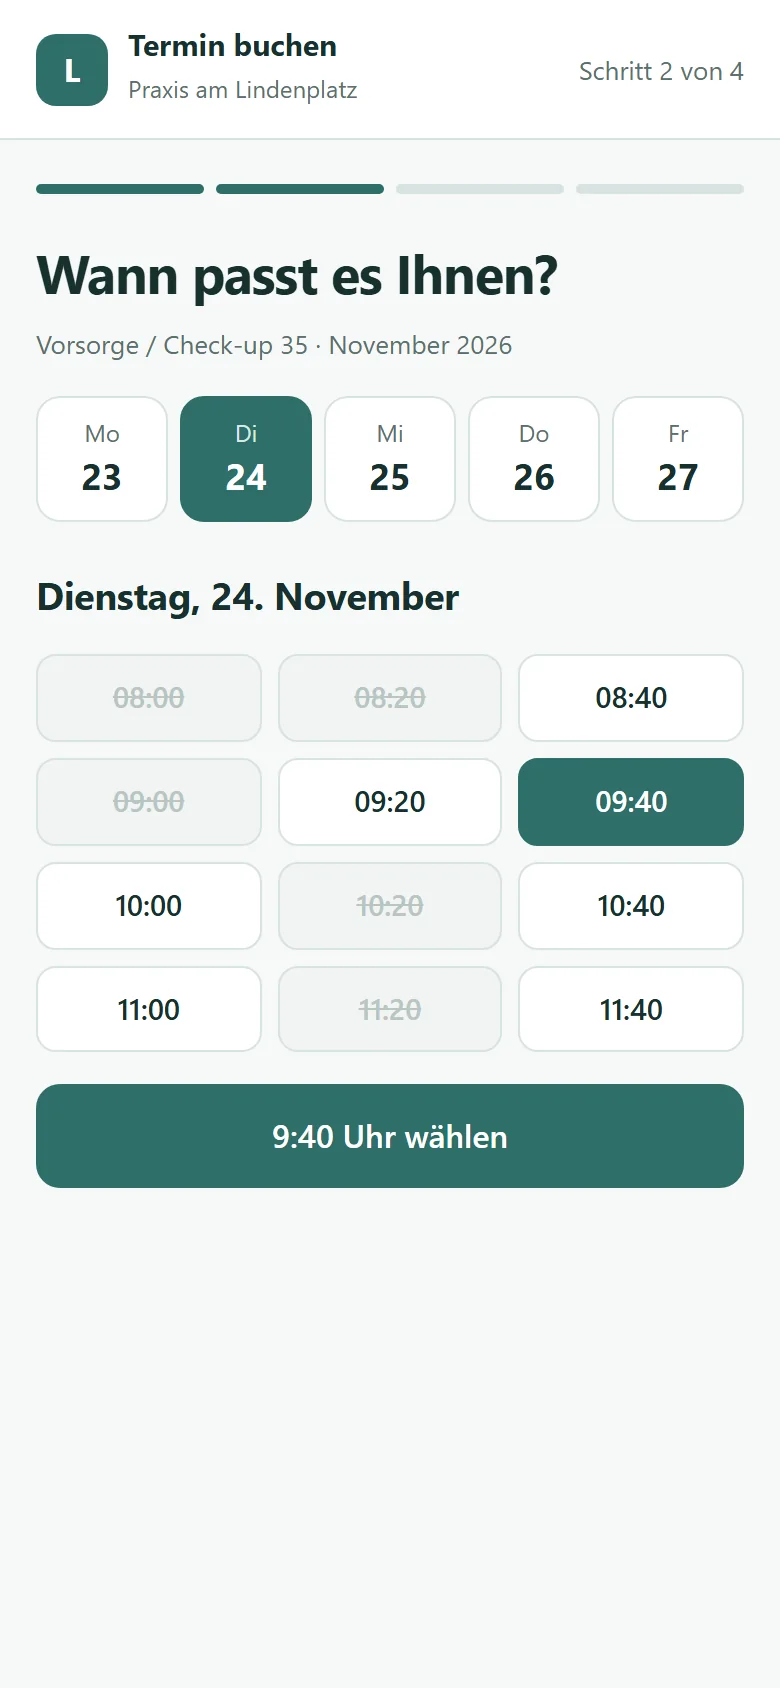 L
Termin buchen
Praxis am Lindenplatz
Schritt 2 von 4
Wann passt es Ihnen?
Vorsorge / Check-up 35 · November 2026
Mo Di Mi Do Fr
23 24 25 26 27
Dienstag, 24. November
08:00 08:20 08:40
09:00 09:20 09:40
10:00 10:20 10:40
11:00 11:20 11:40
9:40 Uhr wählen